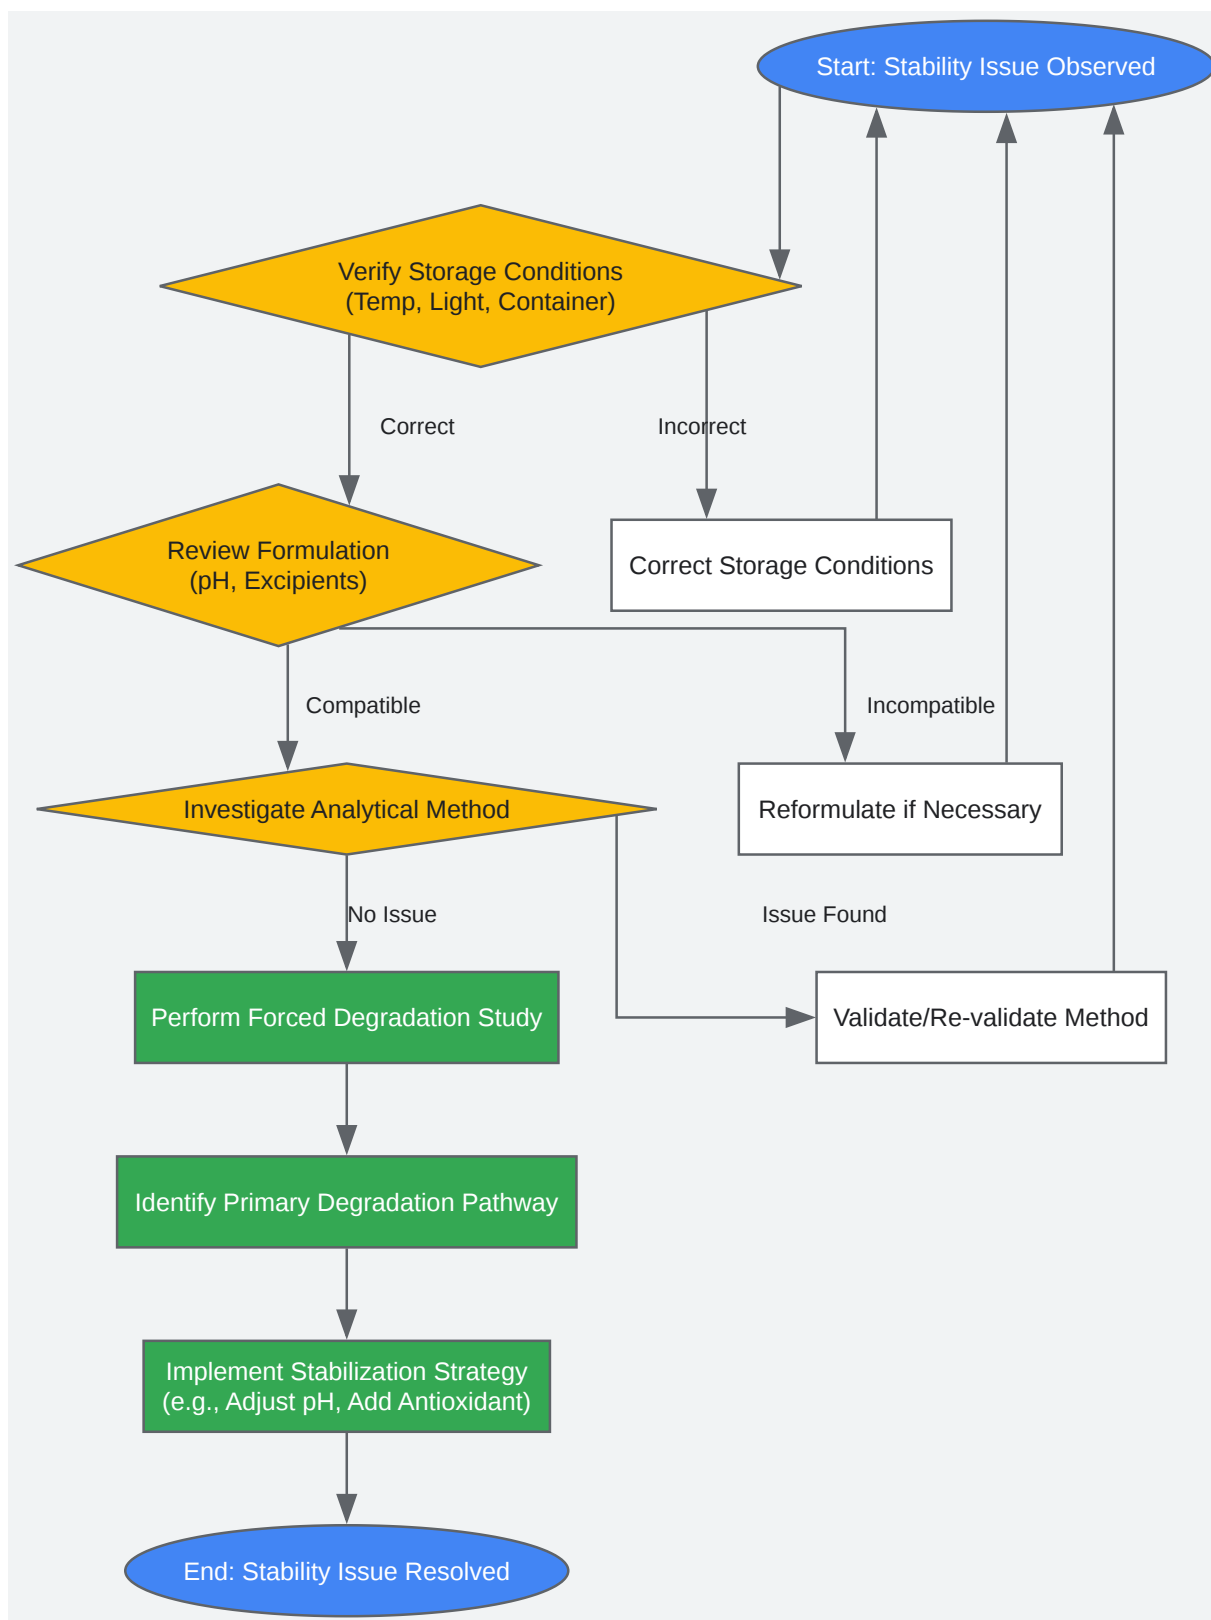 Start: Stability Issue Observed
Verify Storage Conditions
(Temp, Light, Container)
Correct
Incorrect
Review Formulation
(pH, Excipients)
Correct Storage Conditions
Compatible
Incompatible
Investigate Analytical Method
Reformulate if Necessary
No Issue
Issue Found
Perform Forced Degradation Study
Validate/Re-validate Method
Identify Primary Degradation Pathway
Implement Stabilization Strategy
(e.g., Adjust pH, Add Antioxidant)
End: Stability Issue Resolved